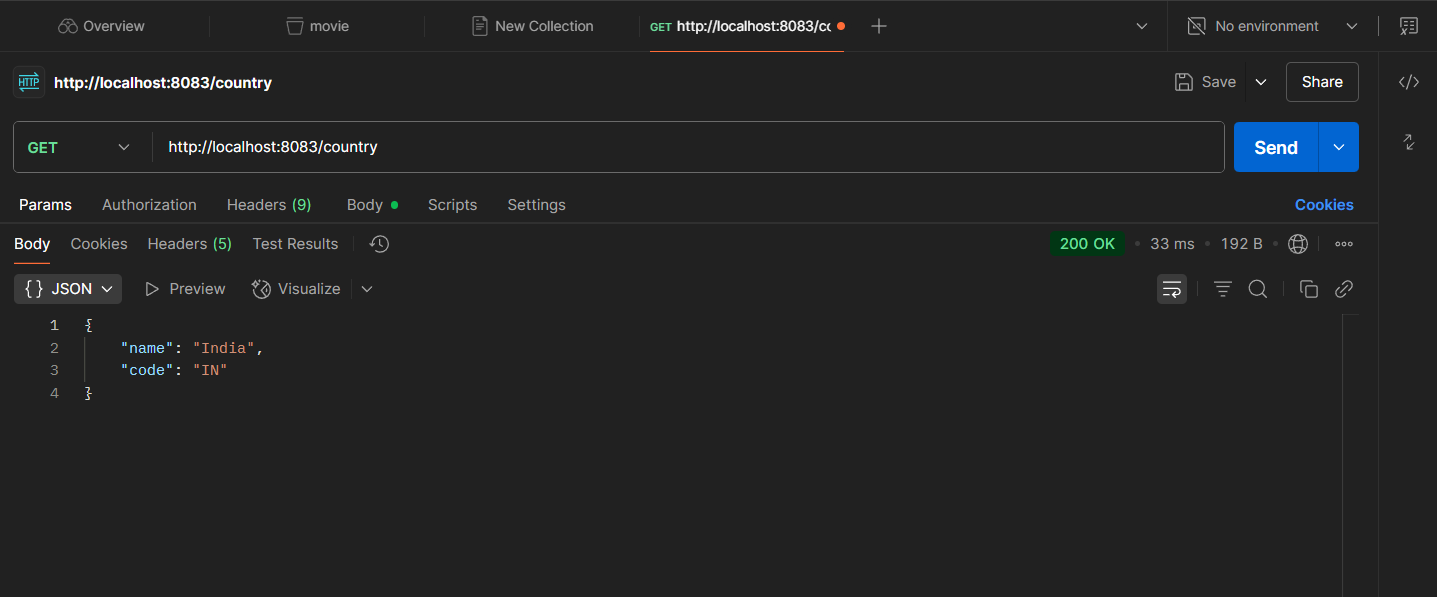 Overview movie New Collection GET http://localhost:8083/cc No environment
HTTP http://localhost:8083/country Save Share
GET http://localhost:8083/country Send
Params Authorization Headers (9) Body Scripts Settings Cookies
Body Cookies Headers (5) Test Results 200 OK 33 ms 192 B
{} JSON Preview Visualize
1 {
2 "name": "India",
3 "code": "IN"
4 }